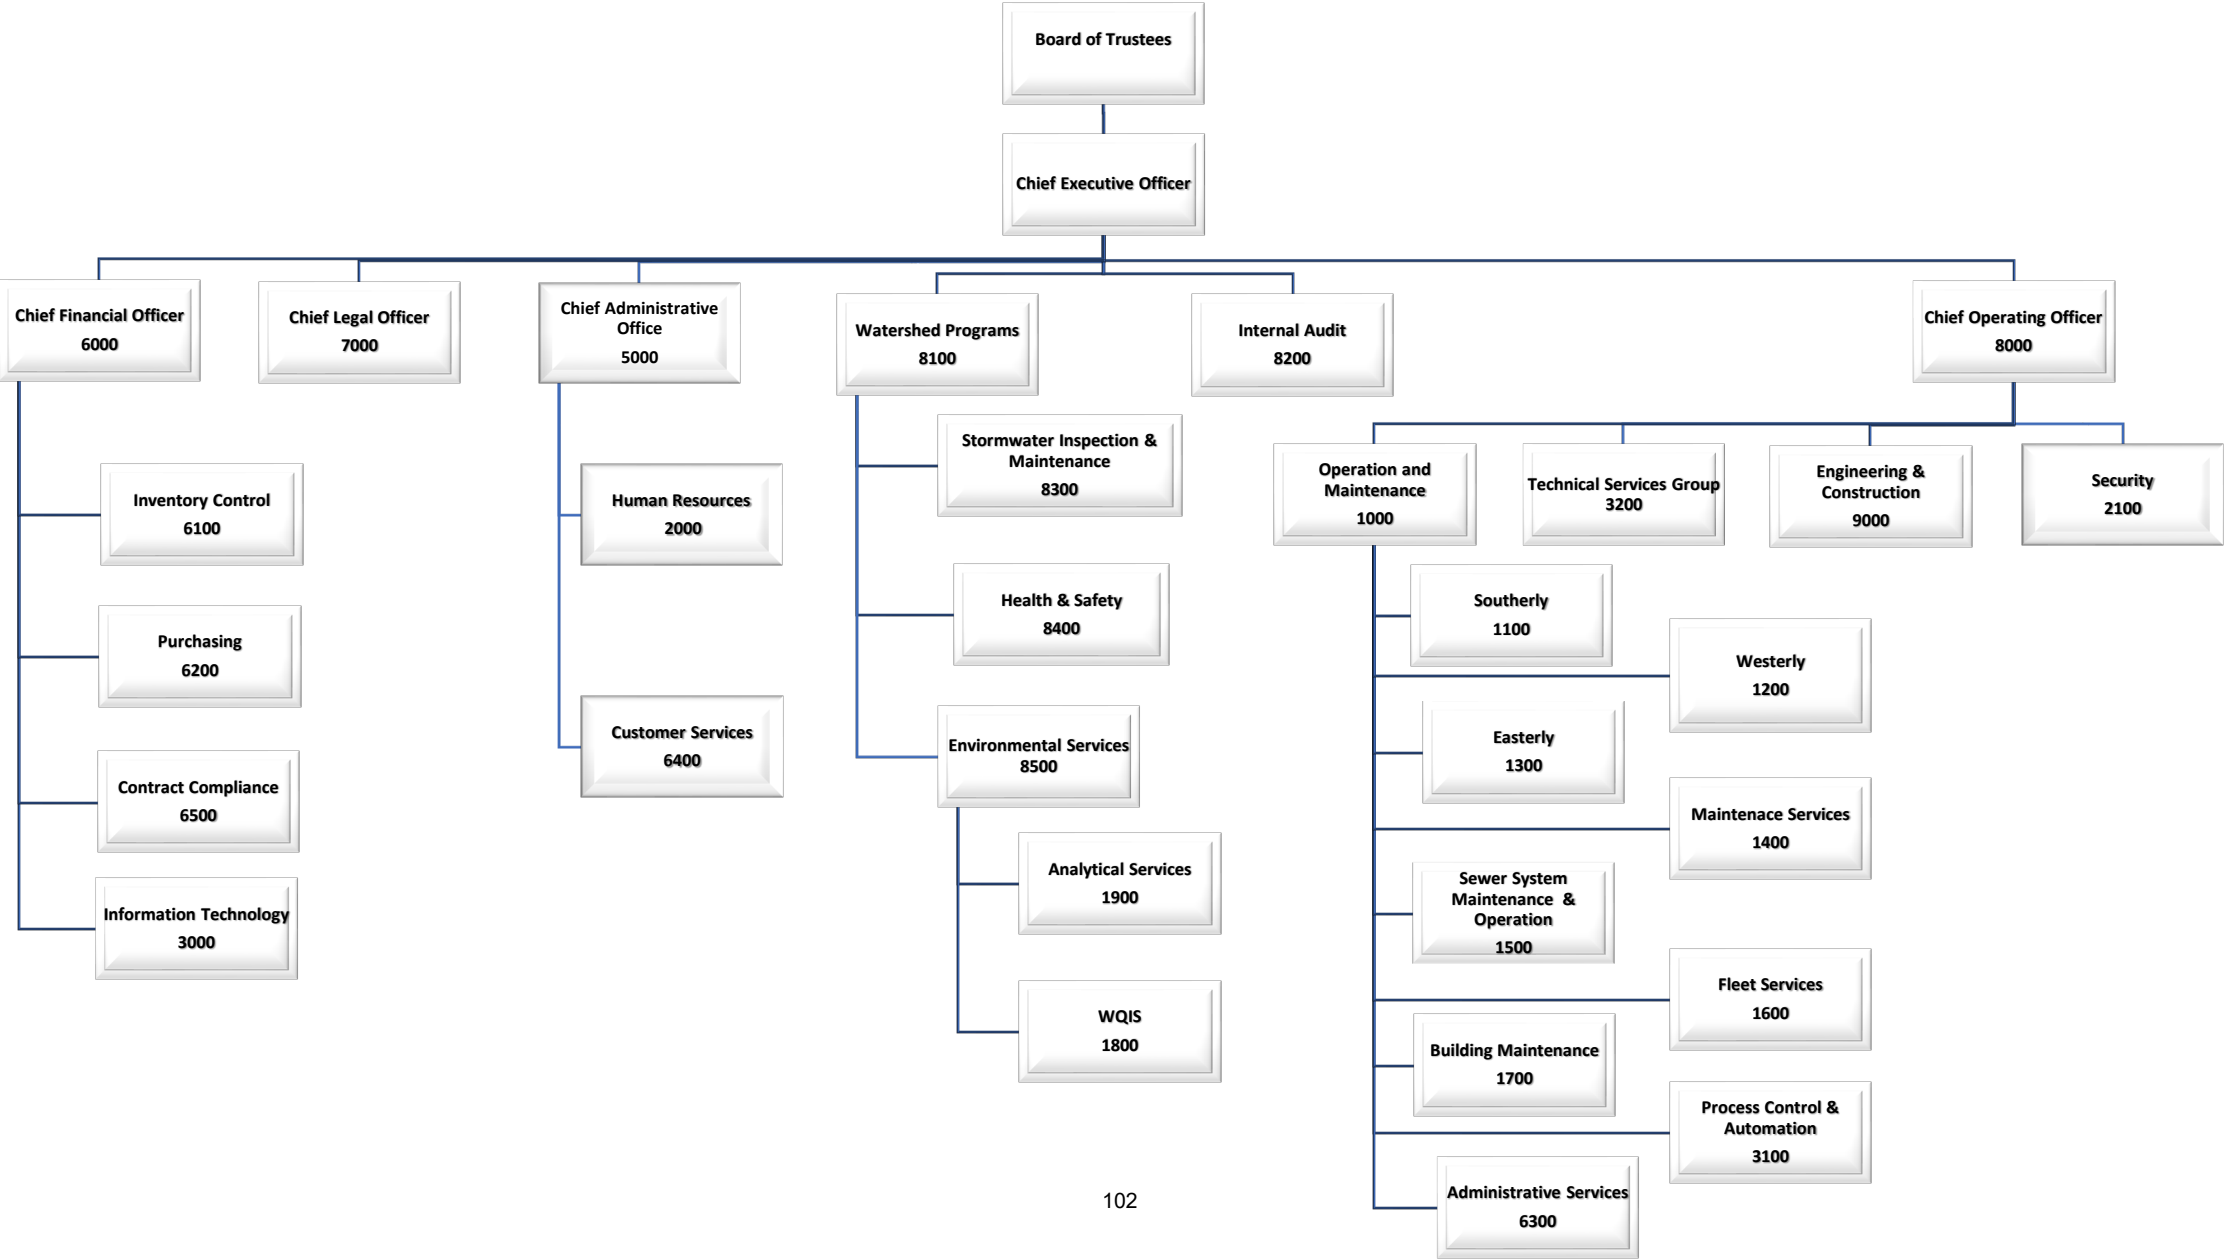 Board of Trustees
Chief Executive Officer
Chief Financial Officer
6000
Chief Legal Officer
7000
Chief Administrative
Office
5000
Watershed Programs
8100
Internal Audit
8200
Chief Operating Officer
8000
Inventory Control
6100
Purchasing
6200
Contract Compliance
6500
Information Technology
3000
Human Resources
2000
Customer Services
6400
Stormwater Inspection &
Maintenance
8300
Health & Safety
8400
Environmental Services
8500
Analytical Services
1900
WQIS
1800
Operation and
Maintenance
1000
Technical Services Group
3200
Engineering &
Construction
9000
Security
2100
Southerly
1100
Westerly
1200
Easterly
1300
Maintenace Services
1400
Sewer System
Maintenance &
Operation
1500
Fleet Services
1600
Building Maintenance
1700
Process Control &
Automation
3100
Administrative Services
6300
102